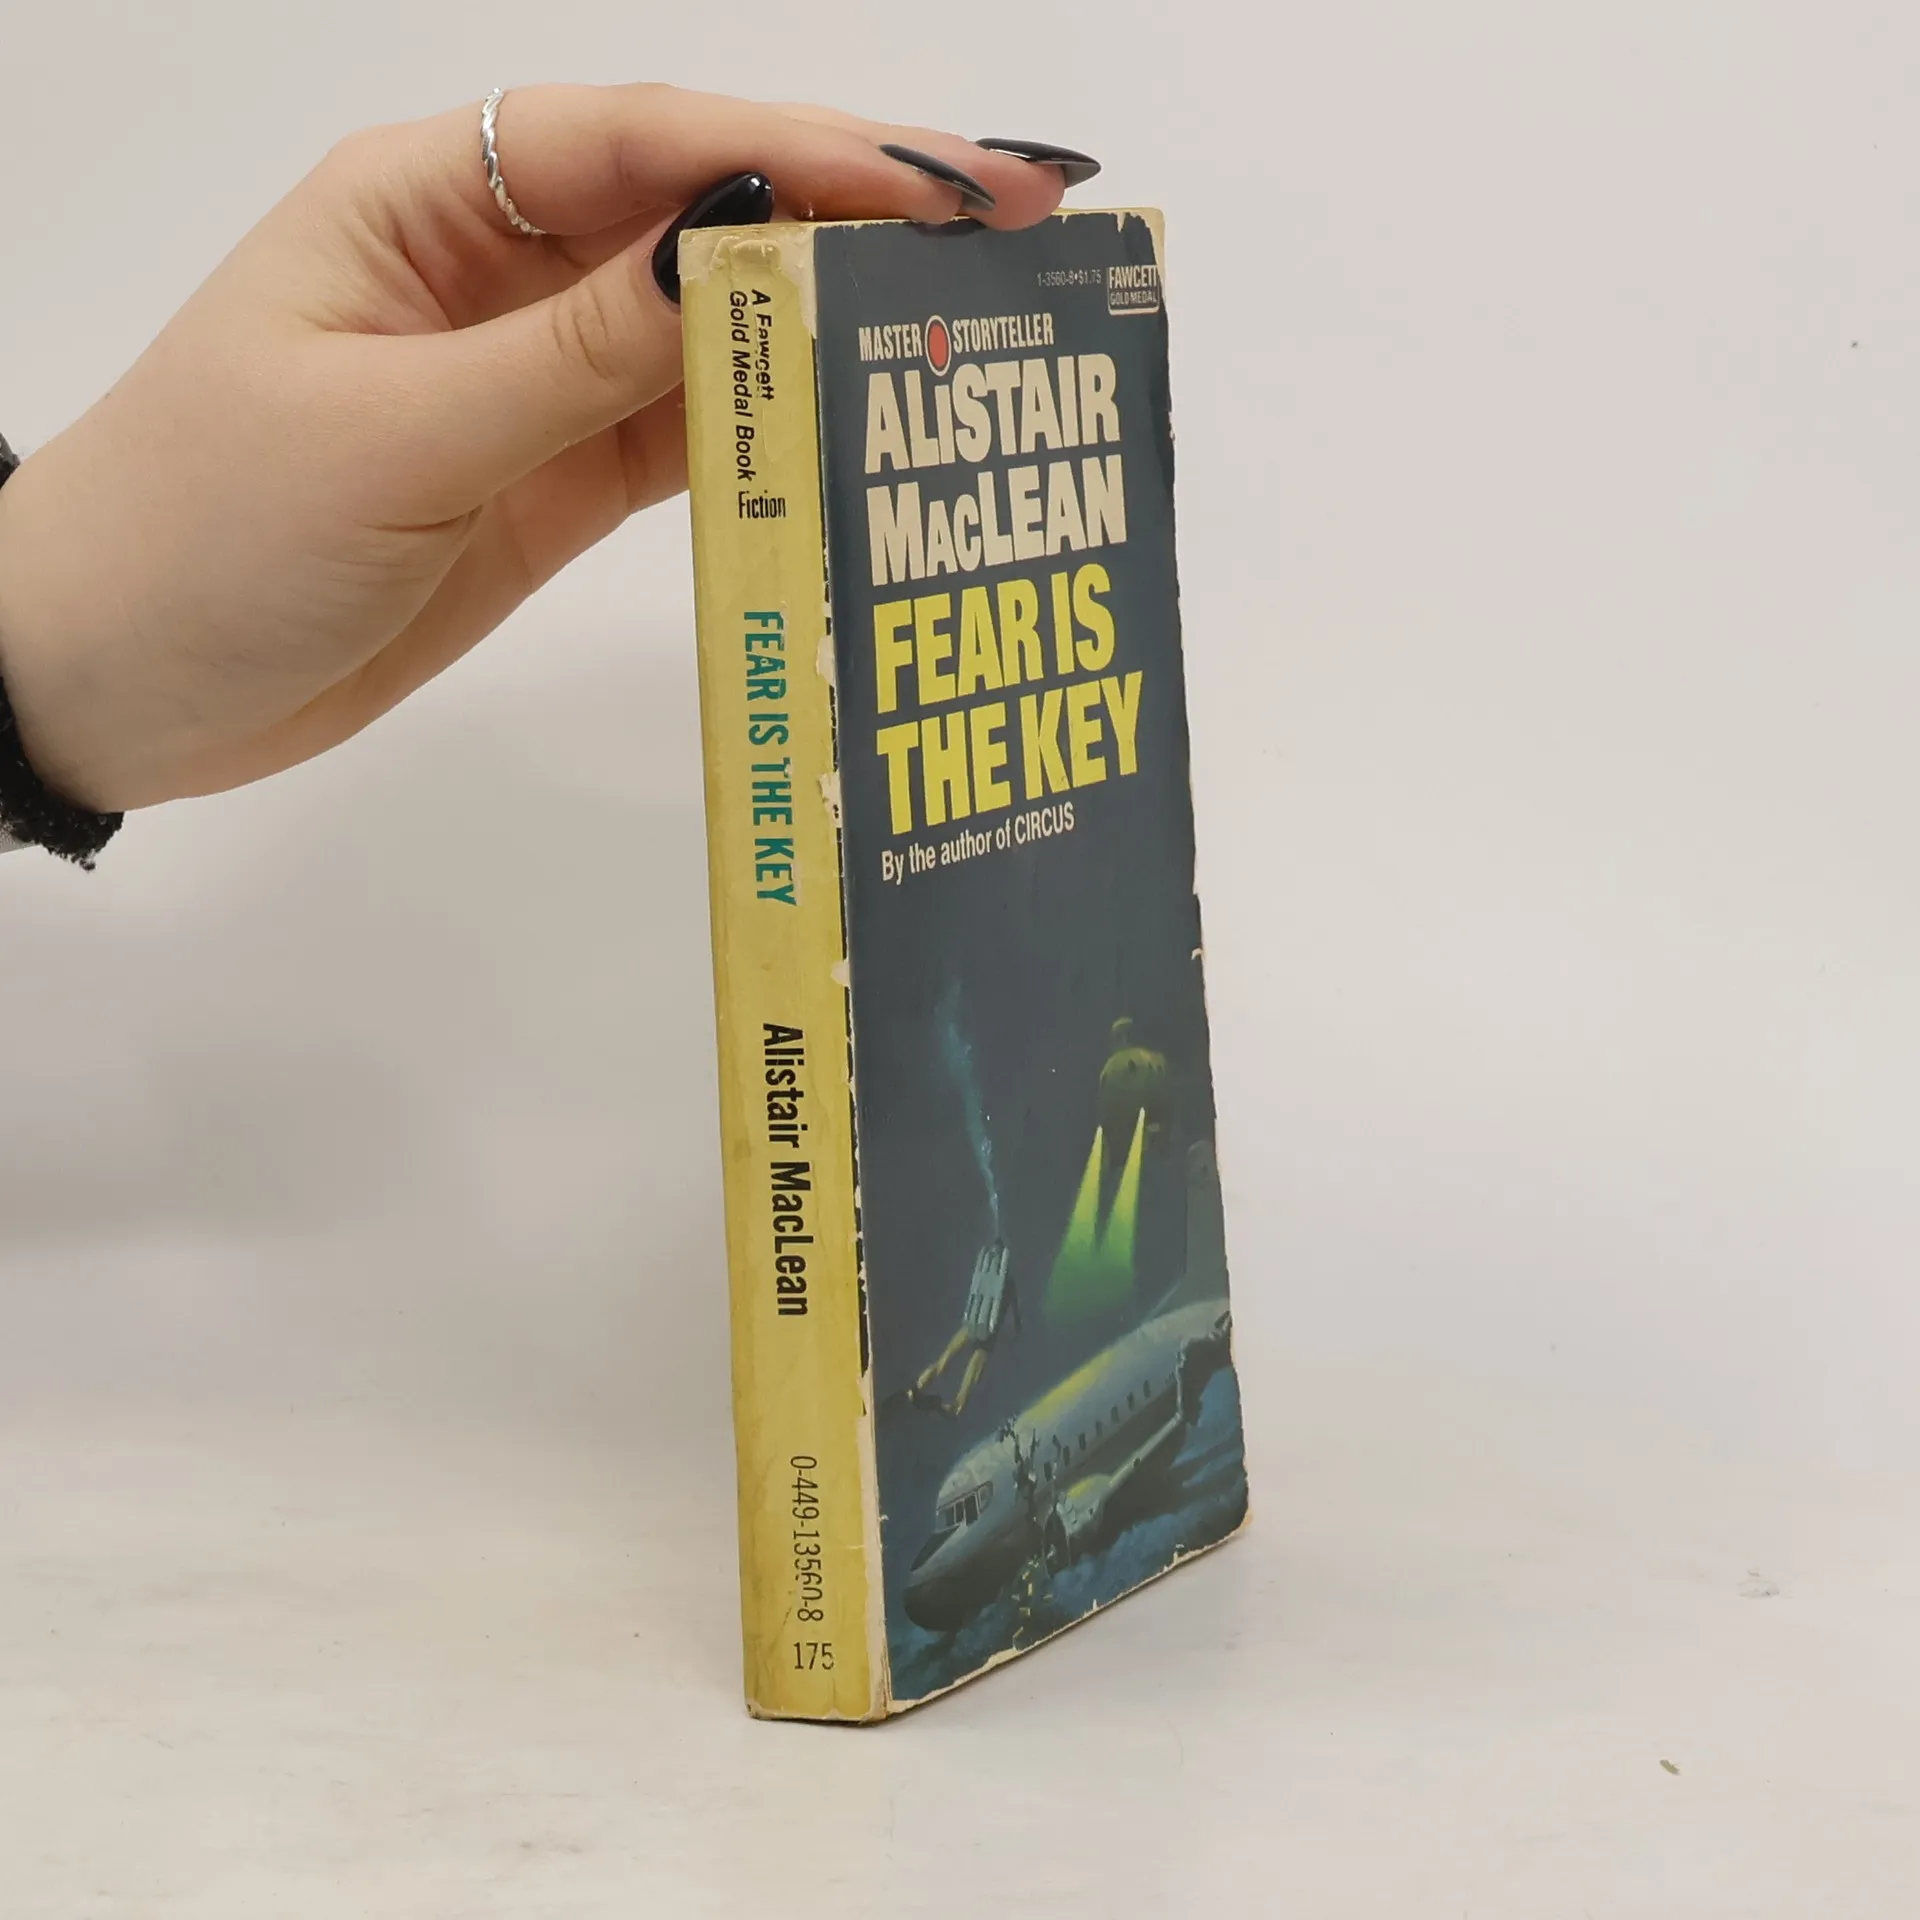 A Fawcett
Gold Medal Book
Fiction
FEAR IS THE KEY
Alistair MacLean
0-449-13560-8
175
1-3560-8•$1.75
FAWCETT
GOLD MEDAL
MASTER STORYTELLER
ALiSTAIR
MACLEAN
FEAR IS
THE KEY
By the author of CIRCUS